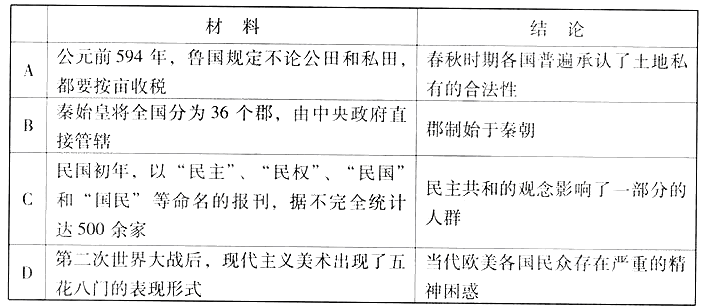 材 料 结 论
A 公元前594年，鲁国规定不论公田和私田， 春秋时期各国普遍承认了土地私
都要按亩收税 有的合法性
B 秦始皇将全国分为36个郡，由中央政府直 郡制始于秦朝
接管辖
C 民国初年，以“民主”、“民权”、“民国” 民主共和的观念影响了一部分的
和“国民”等命名的报刊，据不完全统计 人群
达500余家
D 第二次世界大战后，现代主义美术出现了五 当代欧美各国民众存在严重的精
花八门的表现形式 神困惑